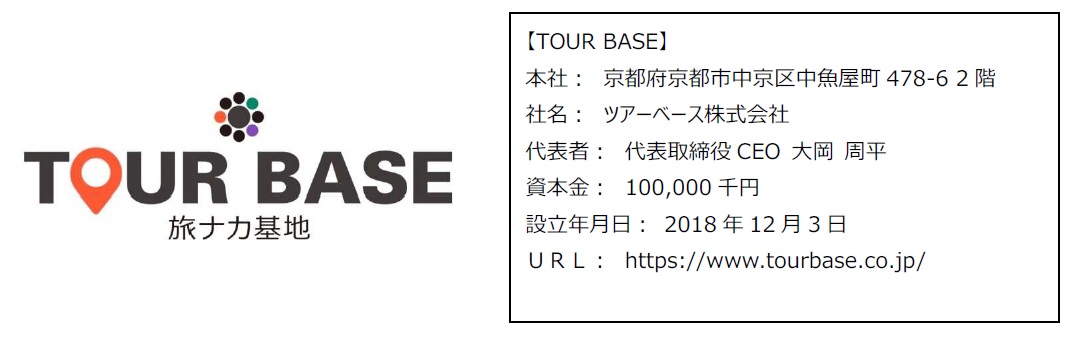 TOUR BASE
旅ナカ基地
【TOUR BASE】
本社： 京都府京都市中京区中魚屋町 478-6 2 階
社名： ツアーベース株式会社
代表者： 代表取締役 CEO 大岡 周平
資本金： 100,000 千円
設立年月日： 2018 年 12 月 3 日
ＵＲＬ： https://www.tourbase.co.jp/